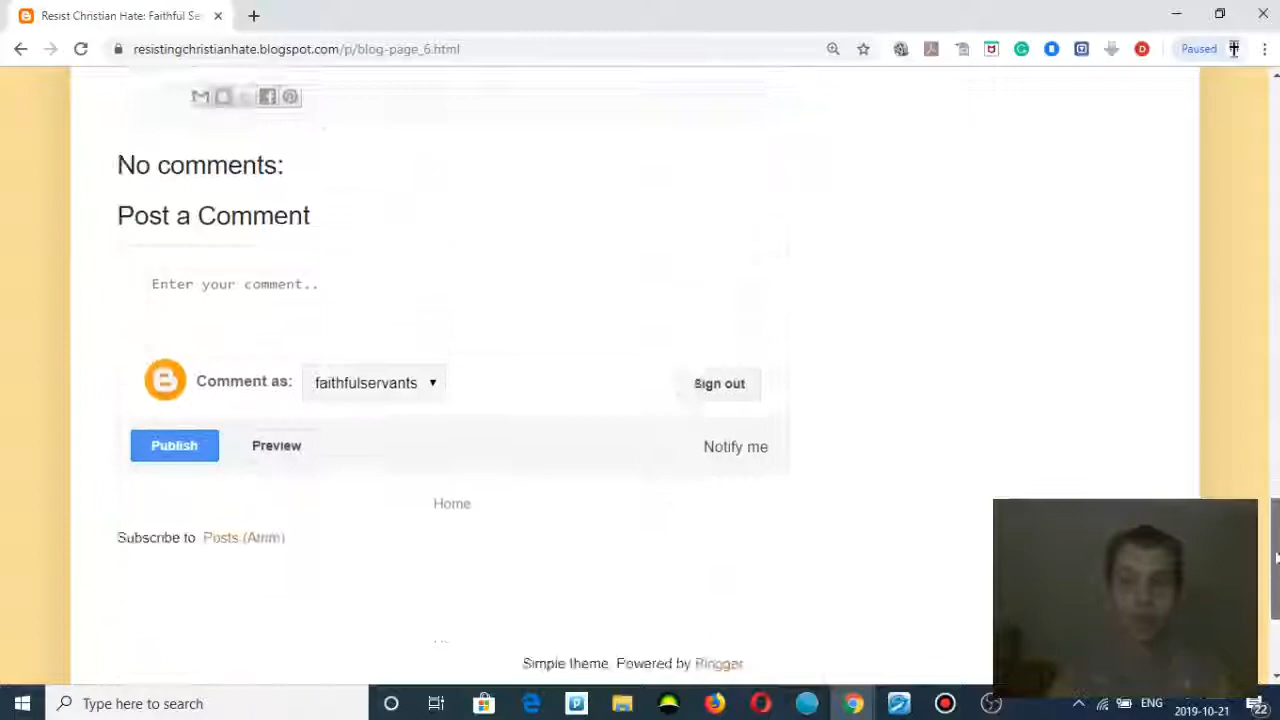 Resist Christian Hate: Faithful Se
resistingchristianhate.blogspot.com/p/blog-page_6.html
Paused
No comments:
Post a Comment
Enter your comment..
Comment as:
faithfulservants
Sign out
Publish
Preview
Notify me
Home
Subscribe to Posts (Atom)
Simple theme. Powered by Blogger
Type here to search
ENG
2019-10-21
22